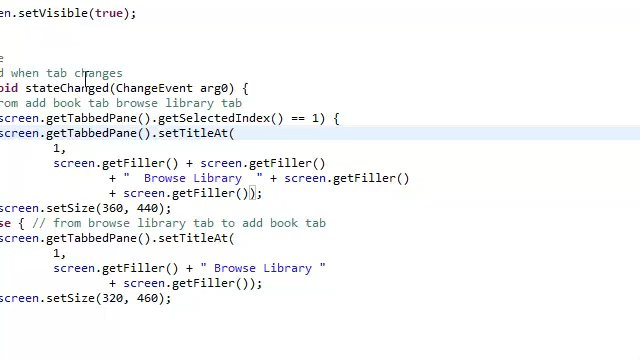 en.setVisible(true);
e
d when tab changes
oid stateChanged(ChangeEvent arg0) {
rom add book tab browse library tab
screen.getTabbedPane().getSelectedIndex() == 1) {
screen.getTabbedPane().setTitleAt(
1,
screen.getFiller() + screen.getFiller()
+ "  Browse Library  " + screen.getFiller()
+ screen.getFiller());
screen.setSize(360, 440);
se { // from browse library tab to add book tab
screen.getTabbedPane().setTitleAt(
1,
screen.getFiller() + " Browse Library "
+ screen.getFiller());
screen.setSize(320, 460);